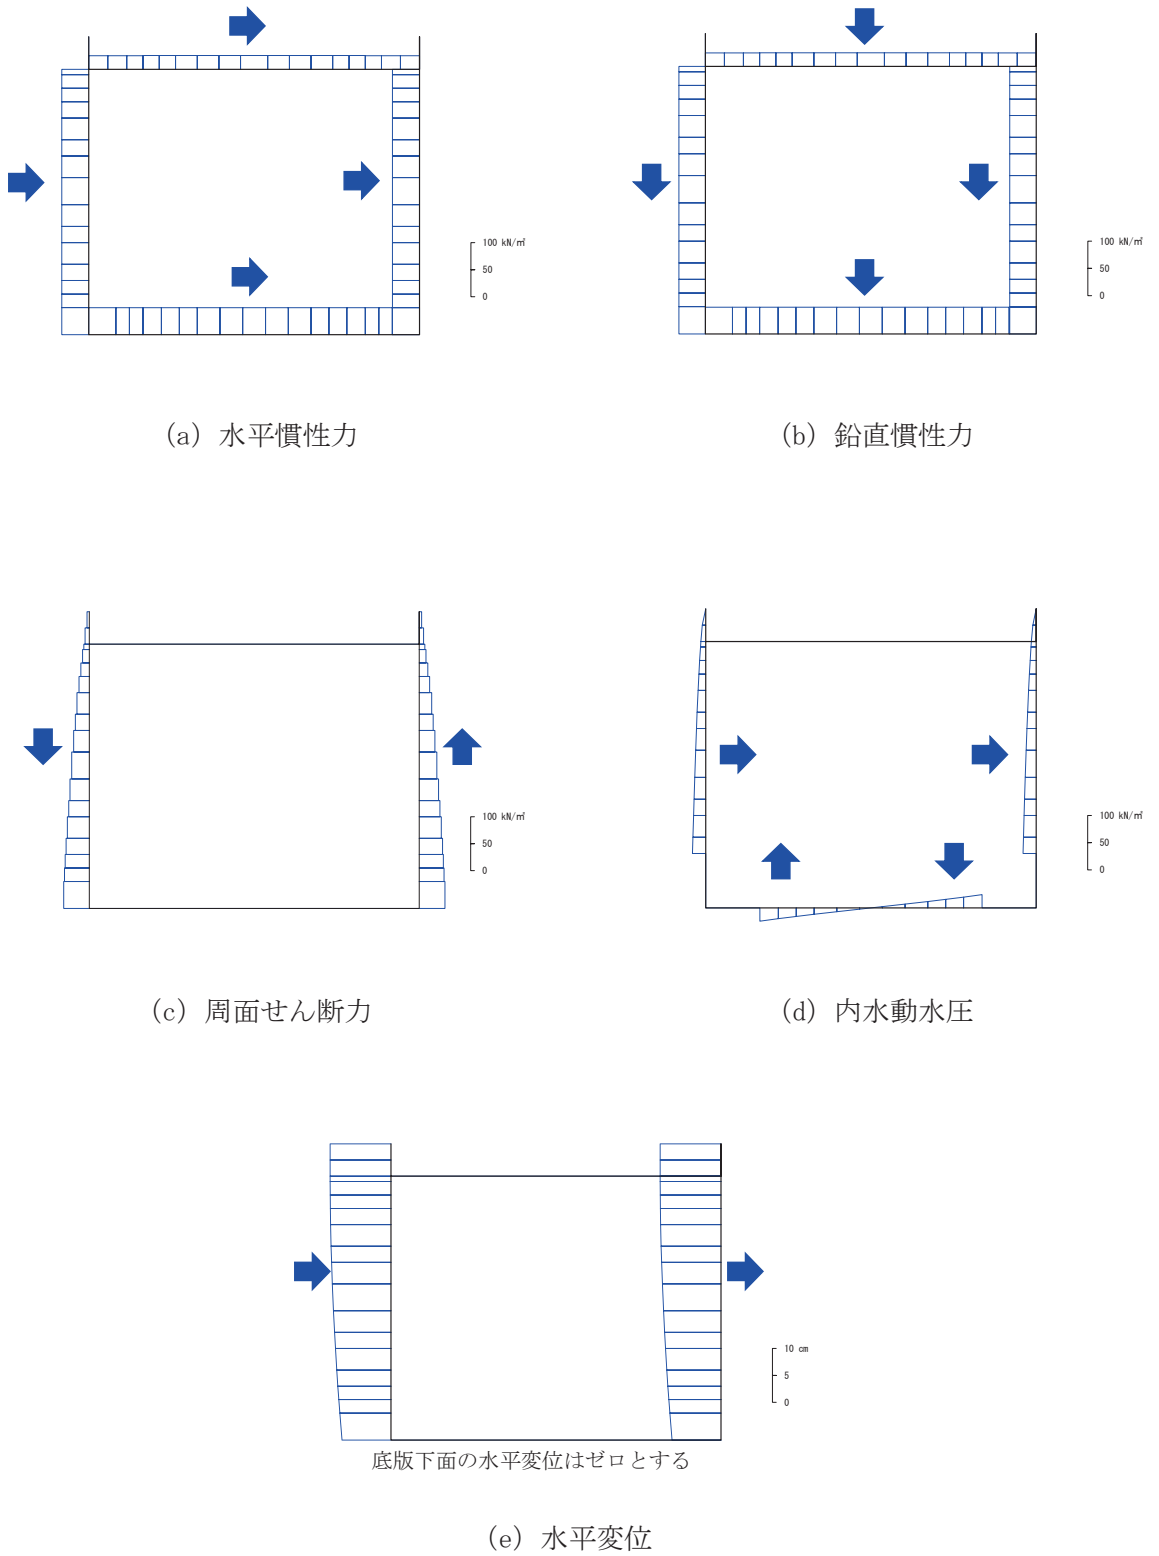 100 kN/㎡
50
0
100 kN/㎡
50
0
(a) 水平慣性力
(b) 鉛直慣性力
100 kN/㎡
50
0
100 kN/㎡
50
0
(c) 周面せん断力
(d) 内水動水圧
10 cm
5
0
底版下面の水平変位はゼロとする
(e) 水平変位